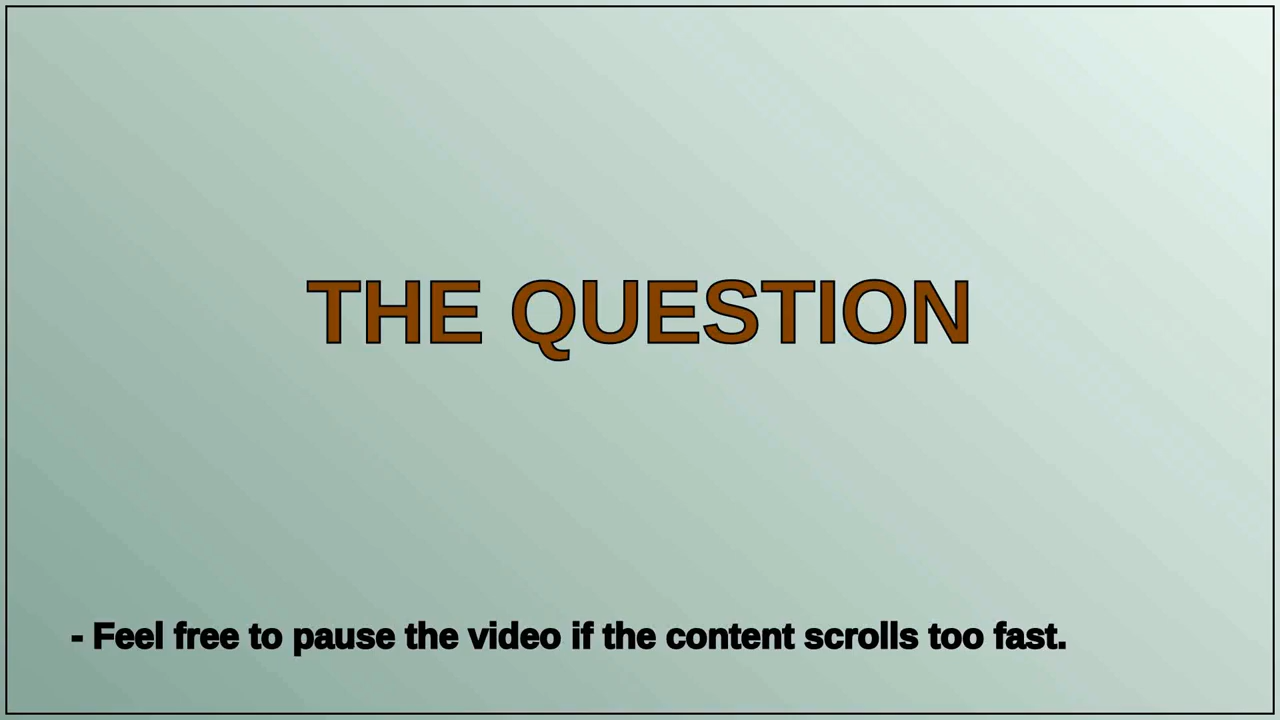 THE QUESTION
- Feel free to pause the video if the content scrolls too fast.